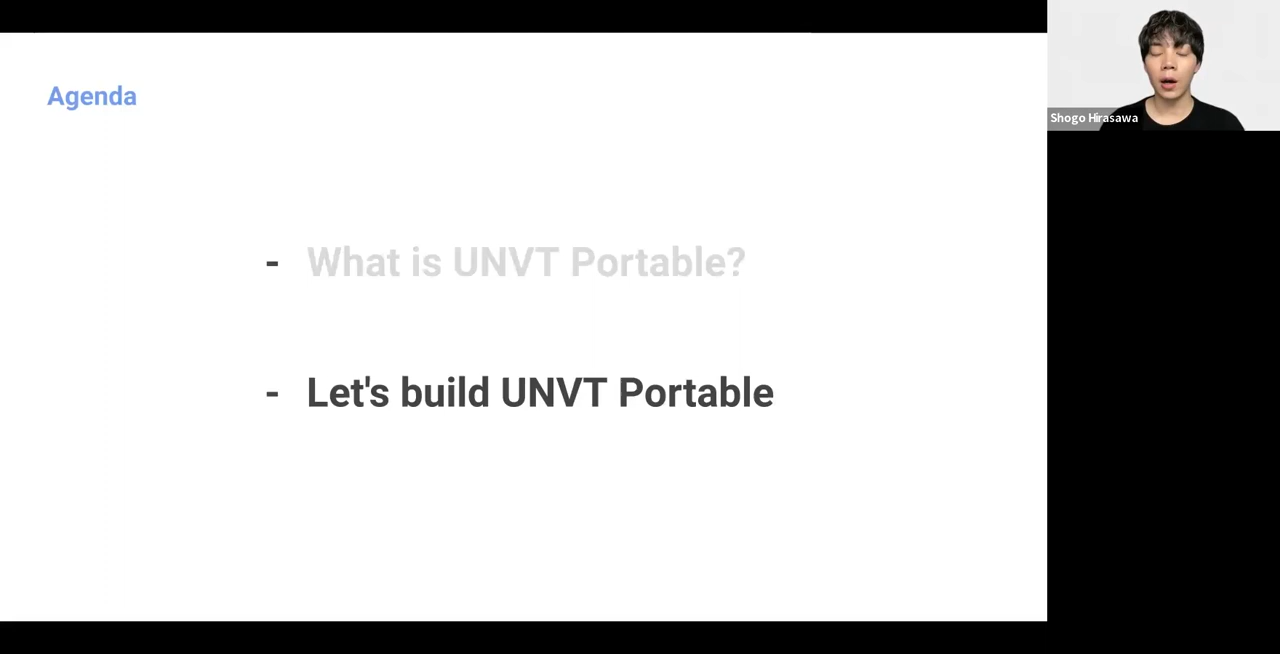 Agenda
- What is UNVT Portable?
- Let's build UNVT Portable
Shogo Hirasawa